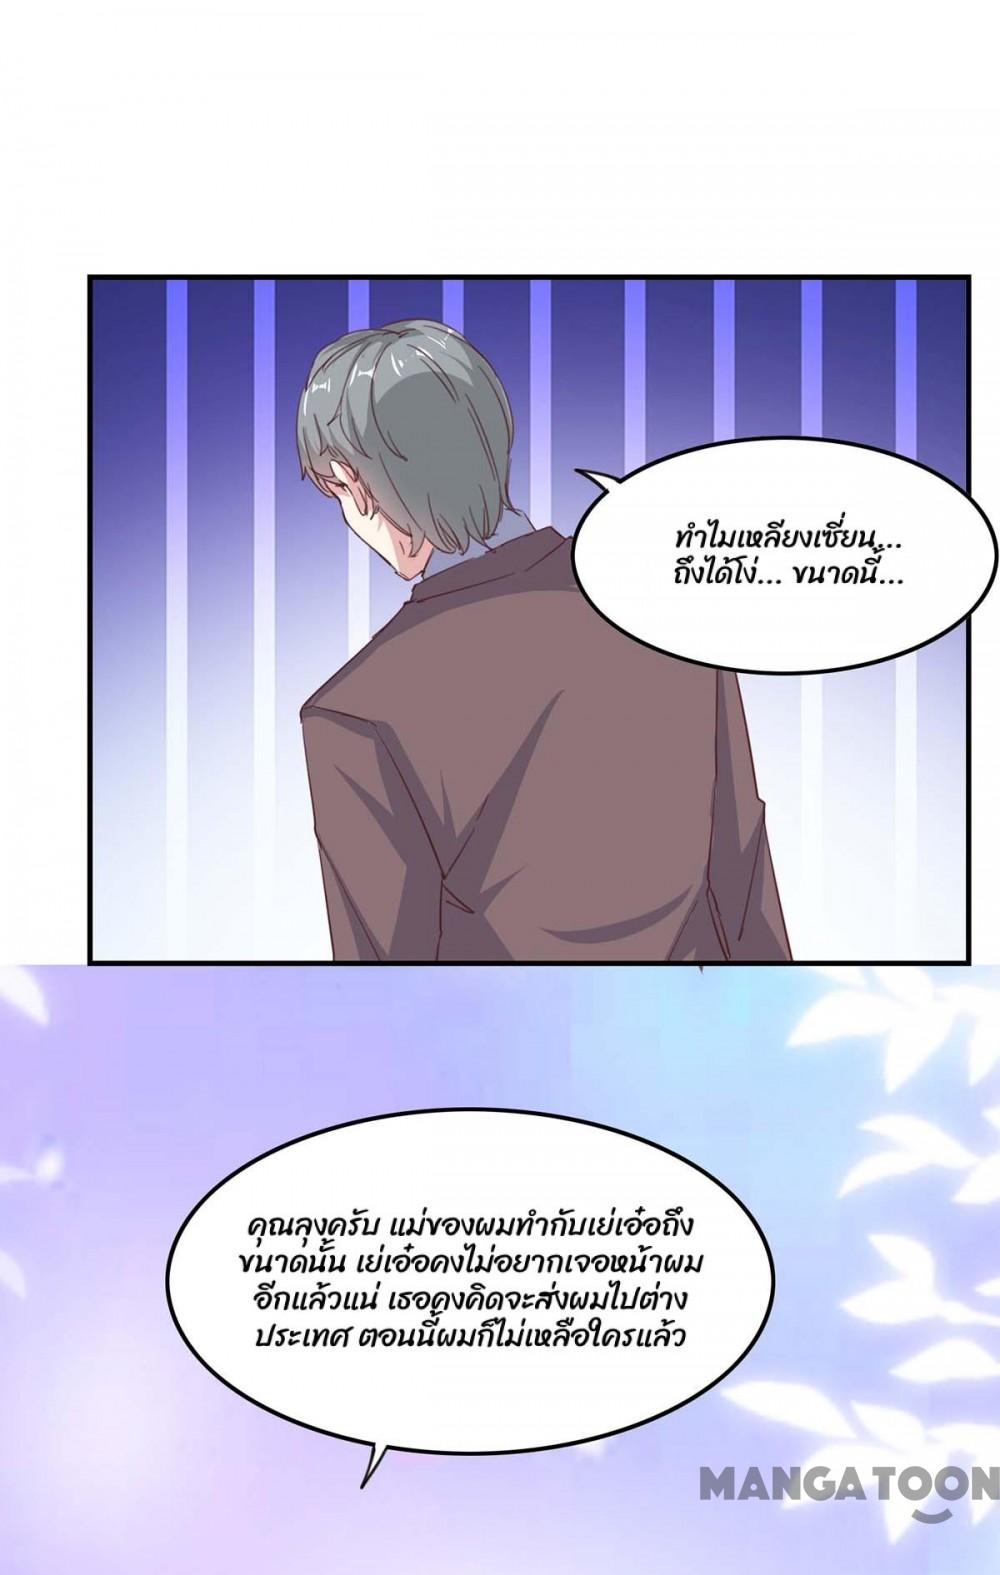 ทำไมเหลียงเซี่ยน...
ถึงได้โง่... ขนาดนี้...
คุณลุงครับ แม่ของผมทำกับเย่เอ๋อถึง
ขนาดนั้น เย่เอ๋อคงไม่อยากเจอหน้าผม
อีกแล้วแน่ เธอคงคิดจะส่งผมไปต่าง
ประเทศ ตอนนี้ผมก็ไม่เหลือใครแล้ว
MANGATOON